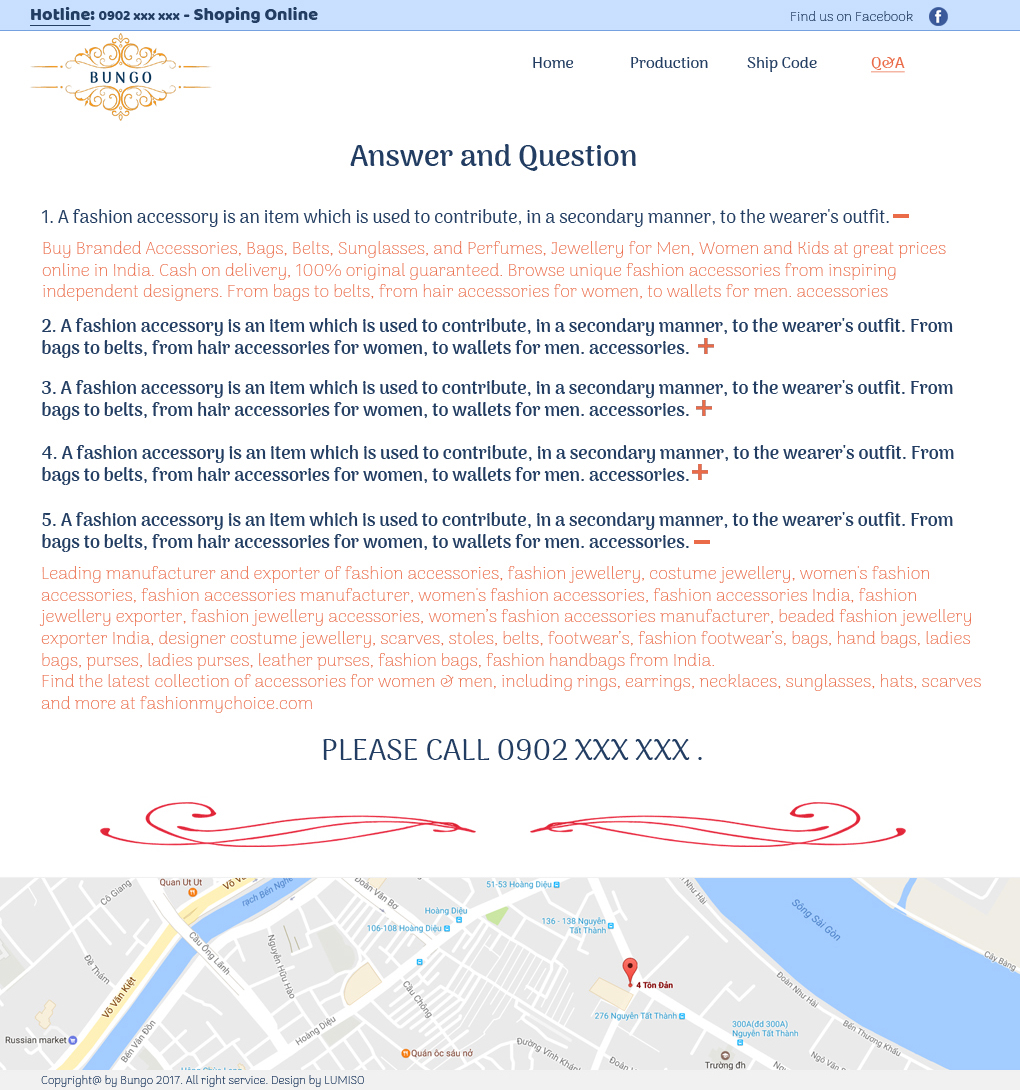 Hotline: 0902 xxx xxx - Shoping Online
Find us on Facebook
f
BUNGO
Home
Production
Ship Code
Q&A
Answer and Question
1. A fashion accessory is an item which is used to contribute, in a secondary manner, to the wearer's outfit.
Buy Branded Accessories, Bags, Belts, Sunglasses, and Perfumes, Jewellery for Men, Women and Kids at great prices
online in India. Cash on delivery, 100% original guaranteed. Browse unique fashion accessories from inspiring
independent designers. From bags to belts, from hair accessories for women, to wallets for men. accessories
2. A fashion accessory is an item which is used to contribute, in a secondary manner, to the wearer's outfit. From
bags to belts, from hair accessories for women, to wallets for men. accessories.
3. A fashion accessory is an item which is used to contribute, in a secondary manner, to the wearer's outfit. From
bags to belts, from hair accessories for women, to wallets for men. accessories.
4. A fashion accessory is an item which is used to contribute, in a secondary manner, to the wearer's outfit. From
bags to belts, from hair accessories for women, to wallets for men. accessories.
5. A fashion accessory is an item which is used to contribute, in a secondary manner, to the wearer's outfit. From
bags to belts, from hair accessories for women, to wallets for men. accessories.
Leading manufacturer and exporter of fashion accessories, fashion jewellery, costume jewellery, women's fashion
accessories, fashion accessories manufacturer, women's fashion accessories, fashion accessories India, fashion
jewellery exporter, fashion jewellery accessories, women's fashion accessories manufacturer, beaded fashion jewellery
exporter India, designer costume jewellery, scarves, stoles, belts, footwear's, fashion footwear's, bags, hand bags, ladies
bags, purses, ladies purses, leather purses, fashion bags, fashion handbags from India.
Find the latest collection of accessories for women & men, including rings, earrings, necklaces, sunglasses, hats, scarves
and more at fashionmychoice.com
PLEASE CALL 0902 XXX XXX .
Cô Giang
Quan Ut Ut
Võ Văn
rạch Bến Nghé
Đoàn Văn Bơ
51-53 Hoàng Diệu
Hoàng Diệu
106-108 Hoàng Diệu
136 - 138 Nguyễn
Tất Thành
Như Hải
Sông Sài Gòn
Cây Bàng
Đề Thám
Cầu Ông Lãnh
Nguyễn Hữu Hào
4 Tôn Đản
Đoàn Như Hải
Võ Văn Kiệt
Cầu Chông
276 Nguyễn Tất Thành
Russian market
Bến Vân Đồn
Hoàng Diệu
300A(đd 300A)
Nguyễn Tất Thành
Bến Thương Khẩu
Quán ốc sáu nở
Đường Vĩnh Khánh
Đoàn
Trường đh
Ngô Văn
Copyright@ by Bungo 2017. All right service. Design by LUMISO